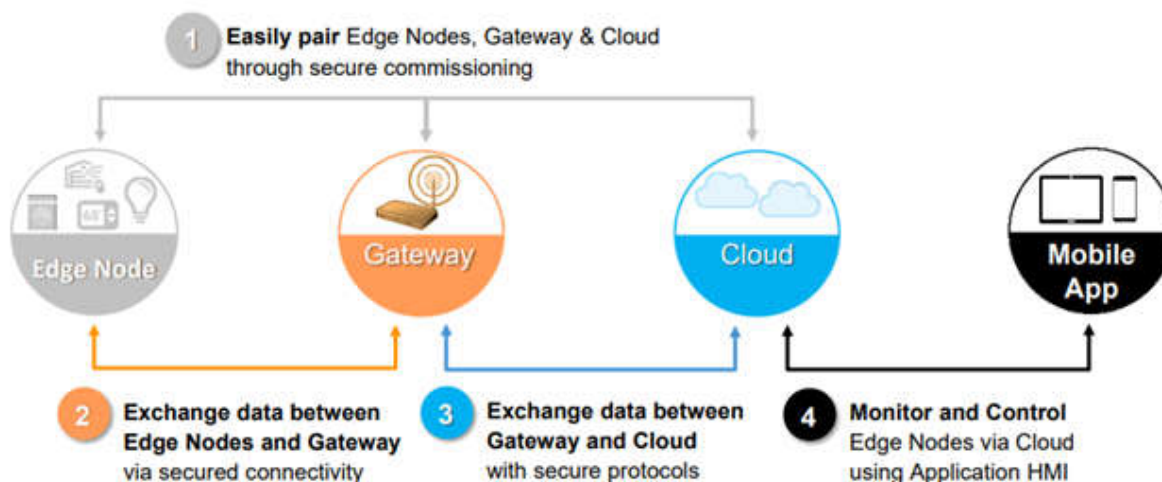 1
Easily pair Edge Nodes, Gateway & Cloud
through secure commissioning
Edge Node
Gateway
Cloud
Mobile
App
2
Exchange data between
Edge Nodes and Gateway
via secured connectivity
3
Exchange data between
Gateway and Cloud
with secure protocols
4
Monitor and Control
Edge Nodes via Cloud
using Application HMI